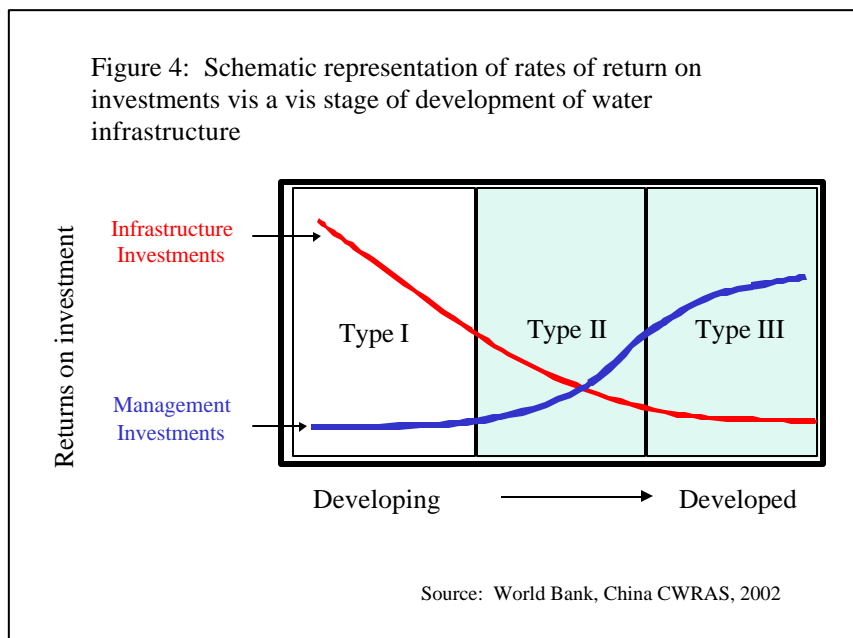 Figure 4: Schematic representation of rates of return on
investments vis a vis stage of development of water
infrastructure
Returns on investment
Infrastructure
Investments
Management
Investments
Type I
Type II
Type III
Developing
Developed
Source: World Bank, China CWRAS, 2002